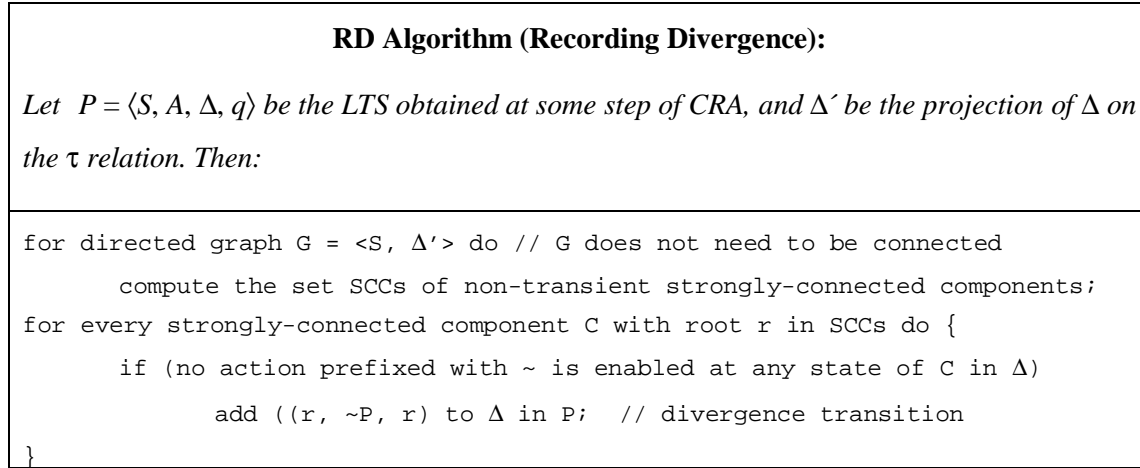 RD Algorithm (Recording Divergence):
Let P = ⟨S, A, Δ, q⟩ be the LTS obtained at some step of CRA, and Δ´ be the projection of Δ on
the τ relation. Then:
for directed graph G = <S, Δ’> do // G does not need to be connected
compute the set SCCs of non-transient strongly-connected components;
for every strongly-connected component C with root r in SCCs do {
if (no action prefixed with ~ is enabled at any state of C in Δ)
add ((r, ~P, r) to Δ in P; // divergence transition
}